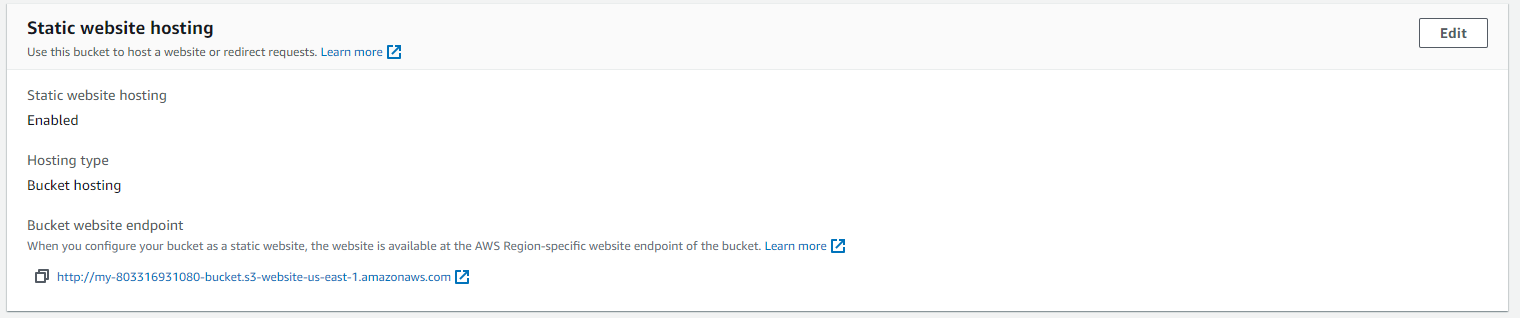 Static website hosting
Edit
Use this bucket to host a website or redirect requests. Learn more
Static website hosting
Enabled
Hosting type
Bucket hosting
Bucket website endpoint
When you configure your bucket as a static website, the website is available at the AWS Region-specific website endpoint of the bucket. Learn more
http://my-803316931080-bucket.s3-website-us-east-1.amazonaws.com